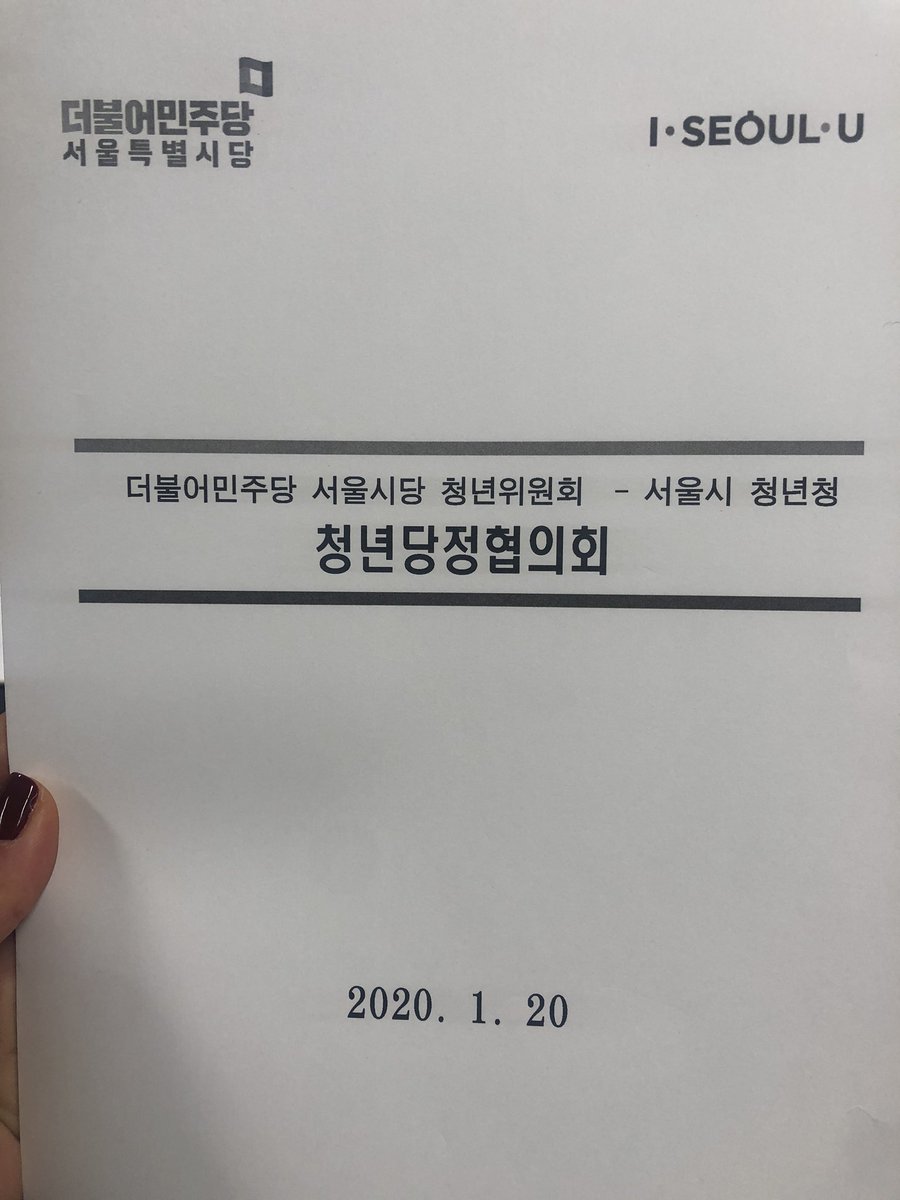 더불어민주당
서울특별시당
I·SEOUL·U
더불어민주당 서울시당 청년위원회 - 서울시 청년청
청년당정협의회
2020. 1. 20